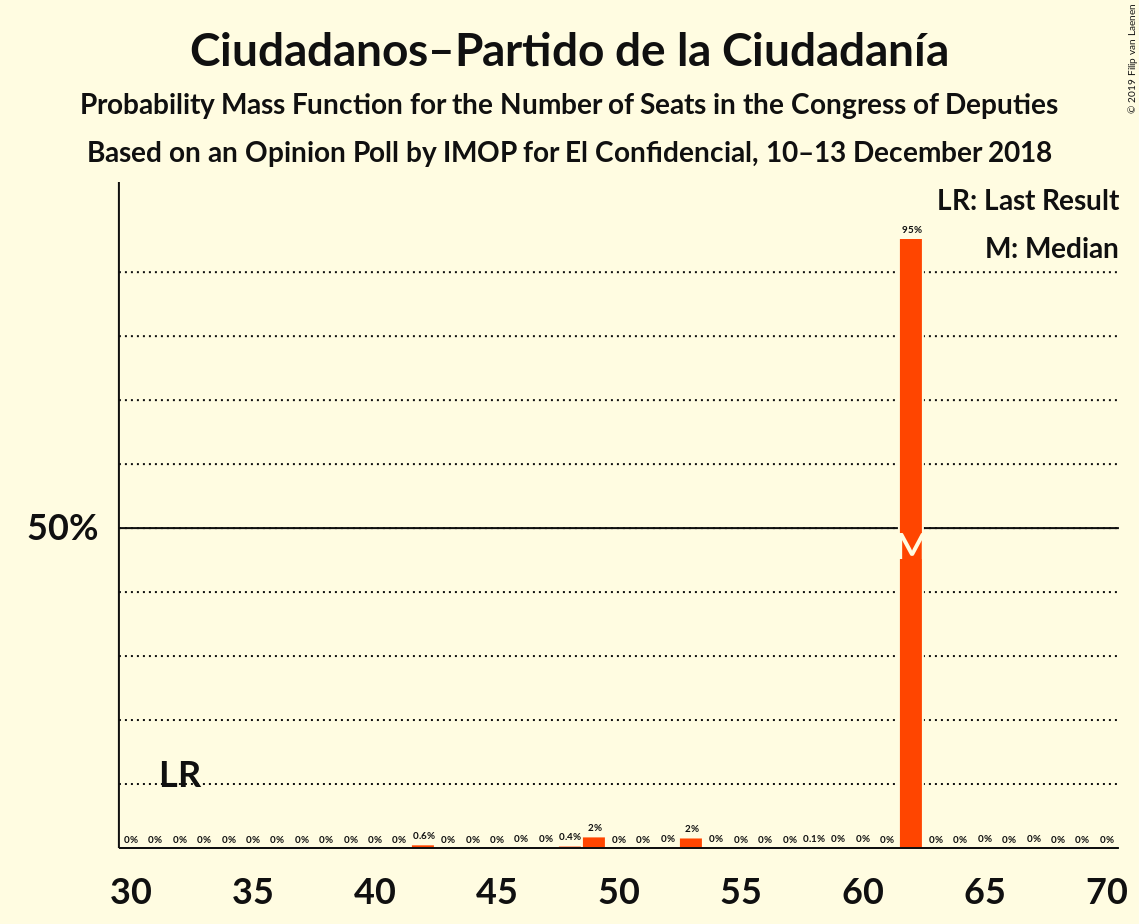 Ciudadanos–Partido de la Ciudadanía
Probability Mass Function for the Number of Seats in the Congress of Deputies
Based on an Opinion Poll by IMOP for El Confidencial, 10–13 December 2018
© 2019 Filip van Laenen
LR: Last Result
M: Median
95%
50%
M
LR
0% 0% 0% 0% 0% 0% 0% 0% 0% 0% 0% 0% 0.6% 0% 0% 0% 0% 0% 0.4% 2% 0% 0% 0% 2% 0% 0% 0% 0% 0.1% 0% 0% 0% 0% 0% 0% 0% 0% 0% 0% 0%
30 35 40 45 50 55 60 65 70